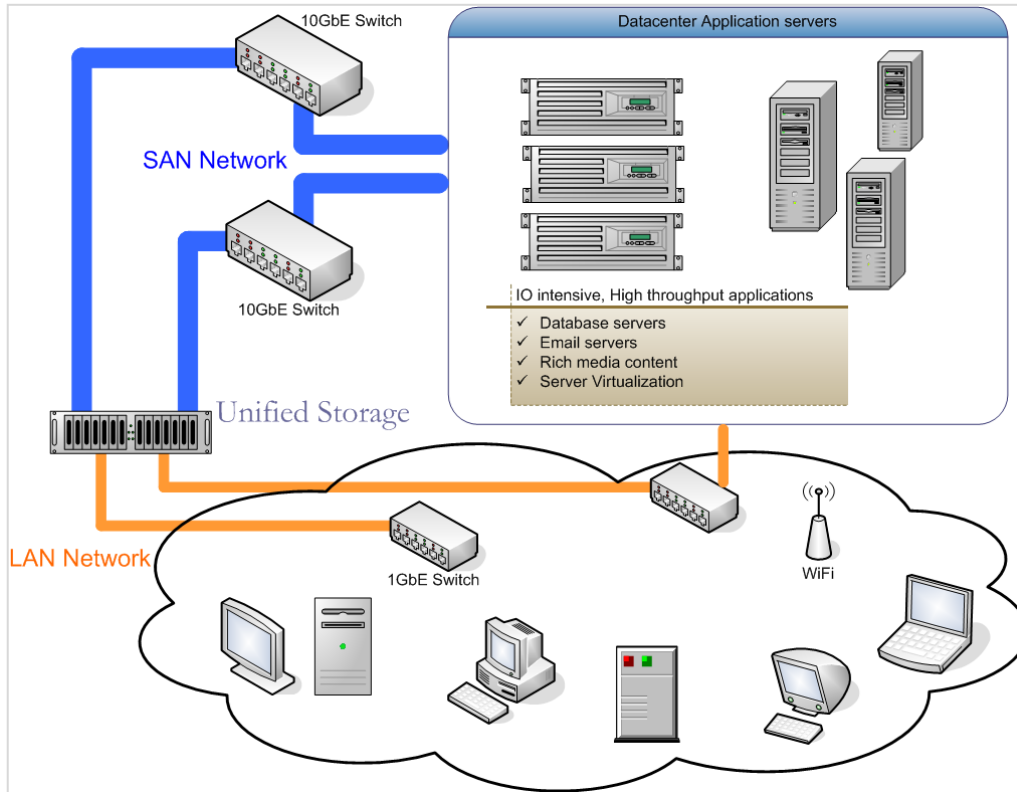 10GbE Switch
Datacenter Application servers
SAN Network
10GbE Switch
IO intensive, High throughput applications
✓ Database servers
✓ Email servers
✓ Rich media content
✓ Server Virtualization
Unified Storage
LAN Network
1GbE Switch
WiFi